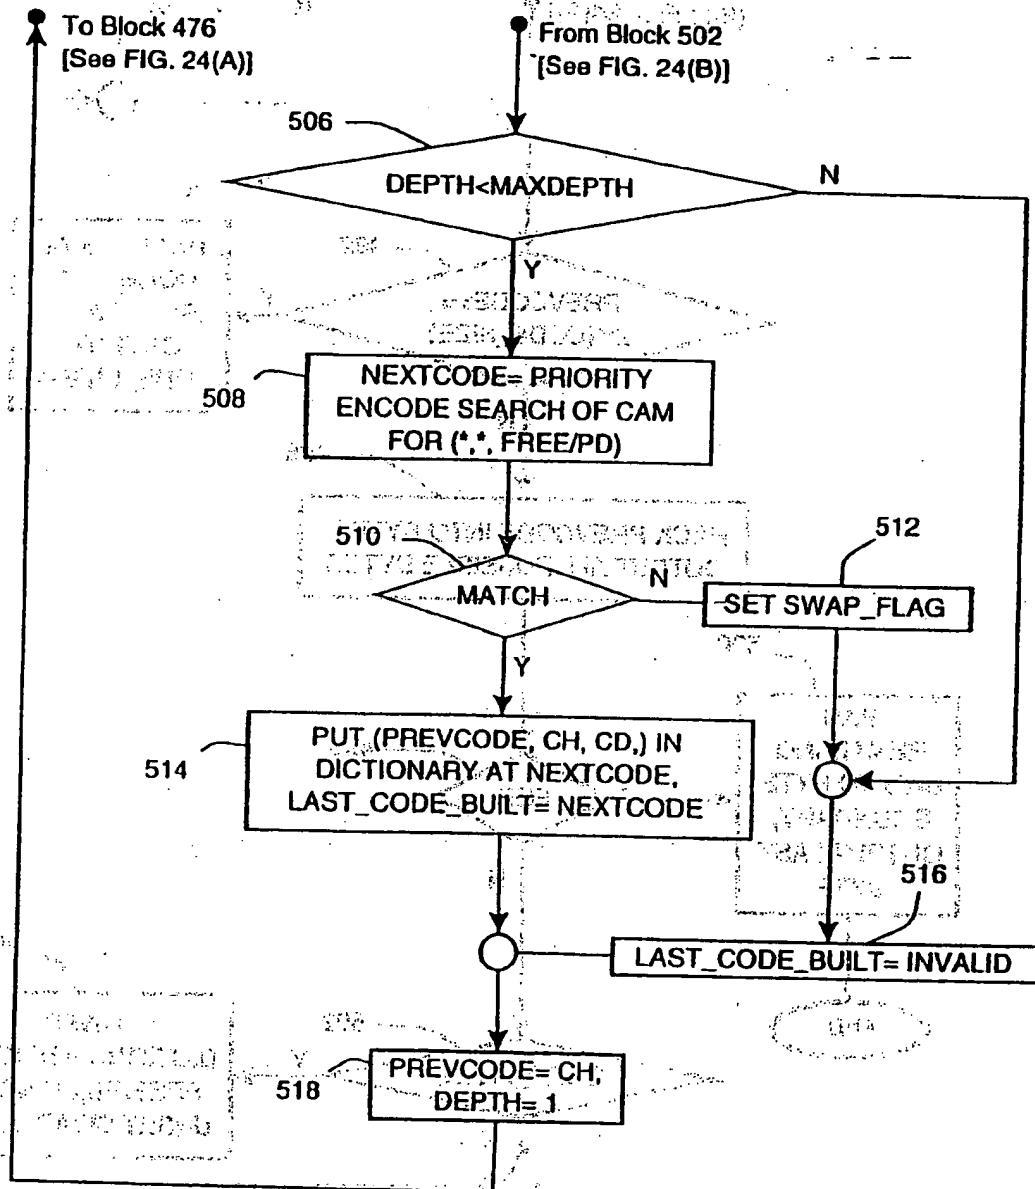 To Block 476
[See FIG. 24(A)]
From Block 502
[See FIG. 24(B)]
506
DEPTH<MAXDEPTH
N
Y
508
NEXTCODE= PRIORITY
ENCODE SEARCH OF CAM
FOR (*,*, FREE/PD)
510
MATCH
N
512
SET SWAP_FLAG
Y
514
PUT (PREVCODE, CH, CD,) IN
DICTIONARY AT NEXTCODE,
LAST_CODE_BUILT= NEXTCODE
516
LAST_CODE_BUILT= INVALID
518
PREVCODE= CH,
DEPTH= 1